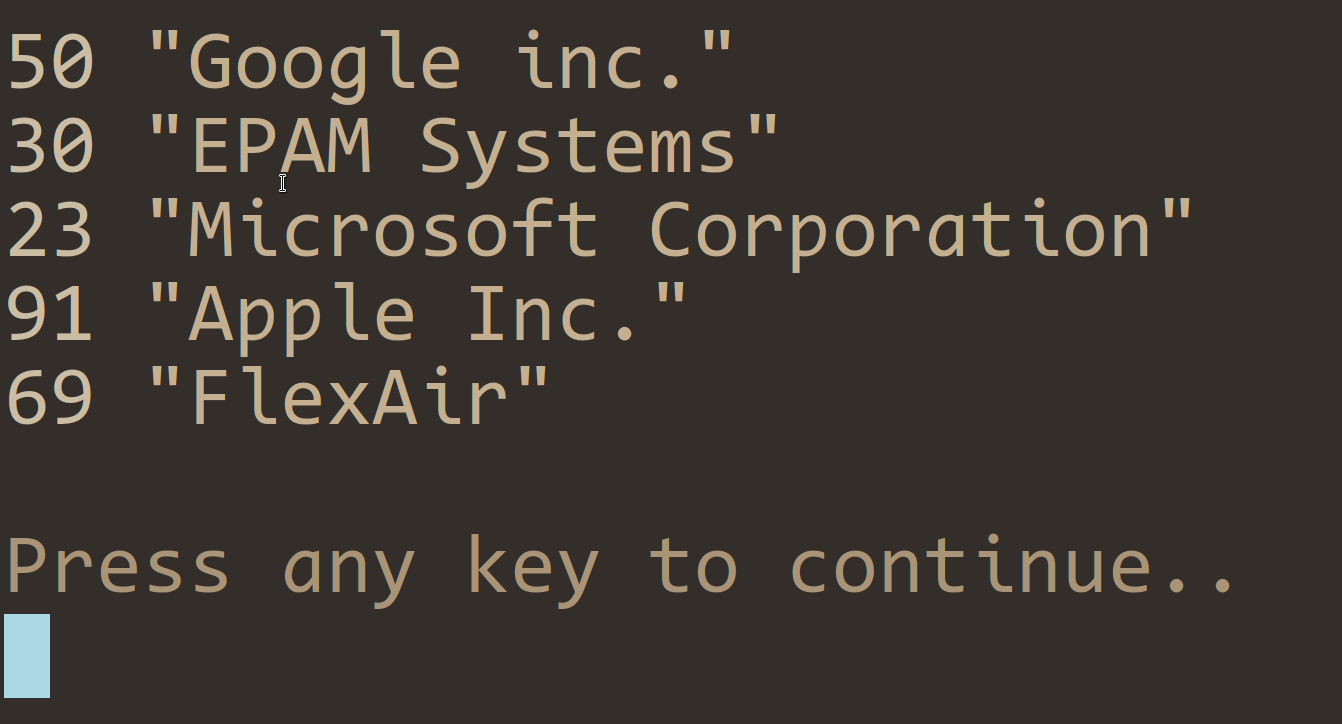 50 "Google inc."
30 "EPAM Systems"
23 "Microsoft Corporation"
91 "Apple Inc."
69 "FlexAir"
Press any key to continue..